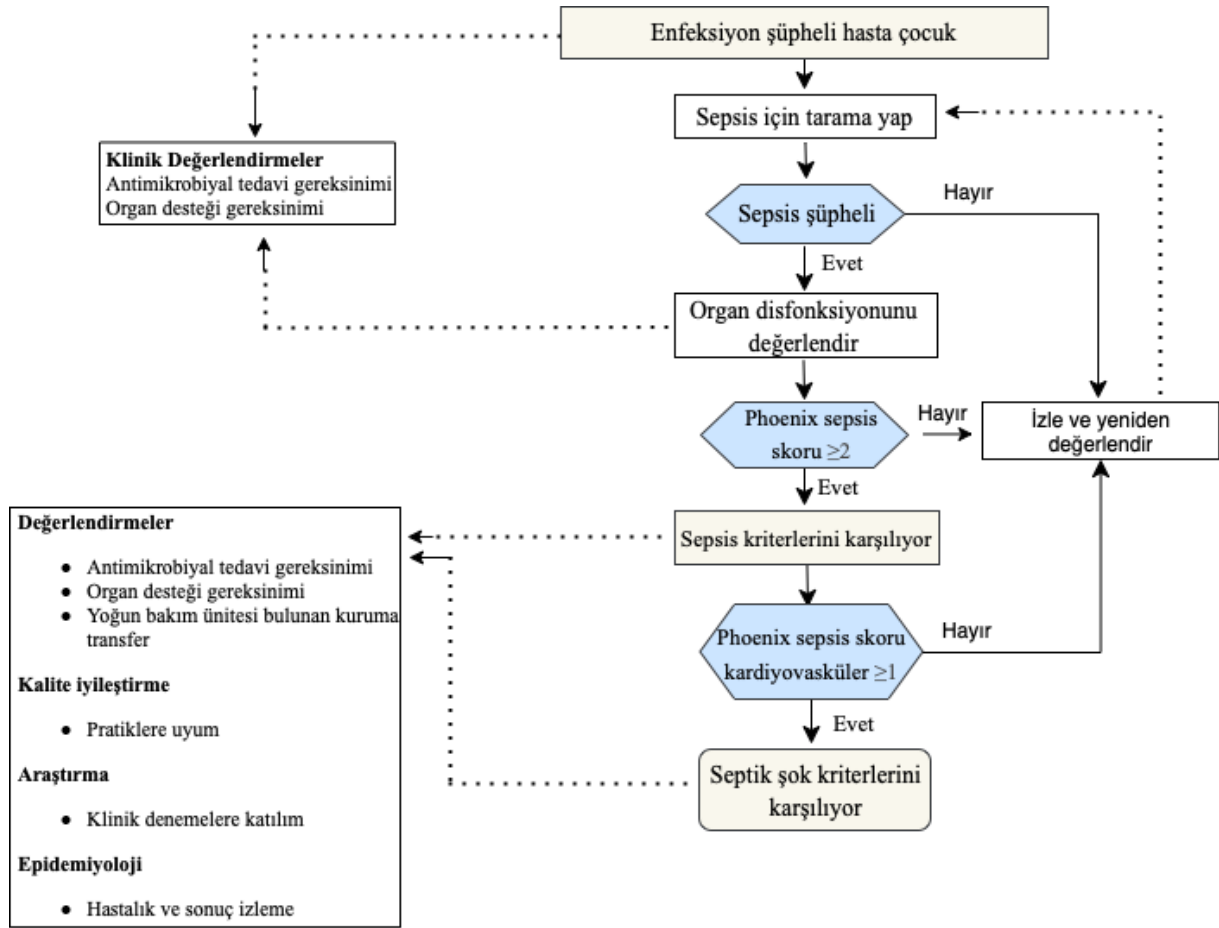 Enfeksiyon şüpheli hasta çocuk
Sepsis için tarama yap
Klinik Değerlendirmeler
Antimikrobiyal tedavi gereksinimi
Organ desteği gereksinimi
Sepsis şüpheli
Hayır
Evet
Organ disfonksiyonunu
değerlendir
Phoenix sepsis
skoru ≥2
Hayır
İzle ve yeniden
değerlendir
Evet
Sepsis kriterlerini karşılıyor
Phoenix sepsis skoru
kardiyovasküler ≥1
Hayır
Evet
Septik şok kriterlerini
karşılıyor
Değerlendirmeler
● Antimikrobiyal tedavi gereksinimi
● Organ desteği gereksinimi
● Yoğun bakım ünitesi bulunan kuruma
transfer
Kalite iyileştirme
● Pratiklere uyum
Araştırma
● Klinik denemelere katılım
Epidemiyoloji
● Hastalık ve sonuç izleme